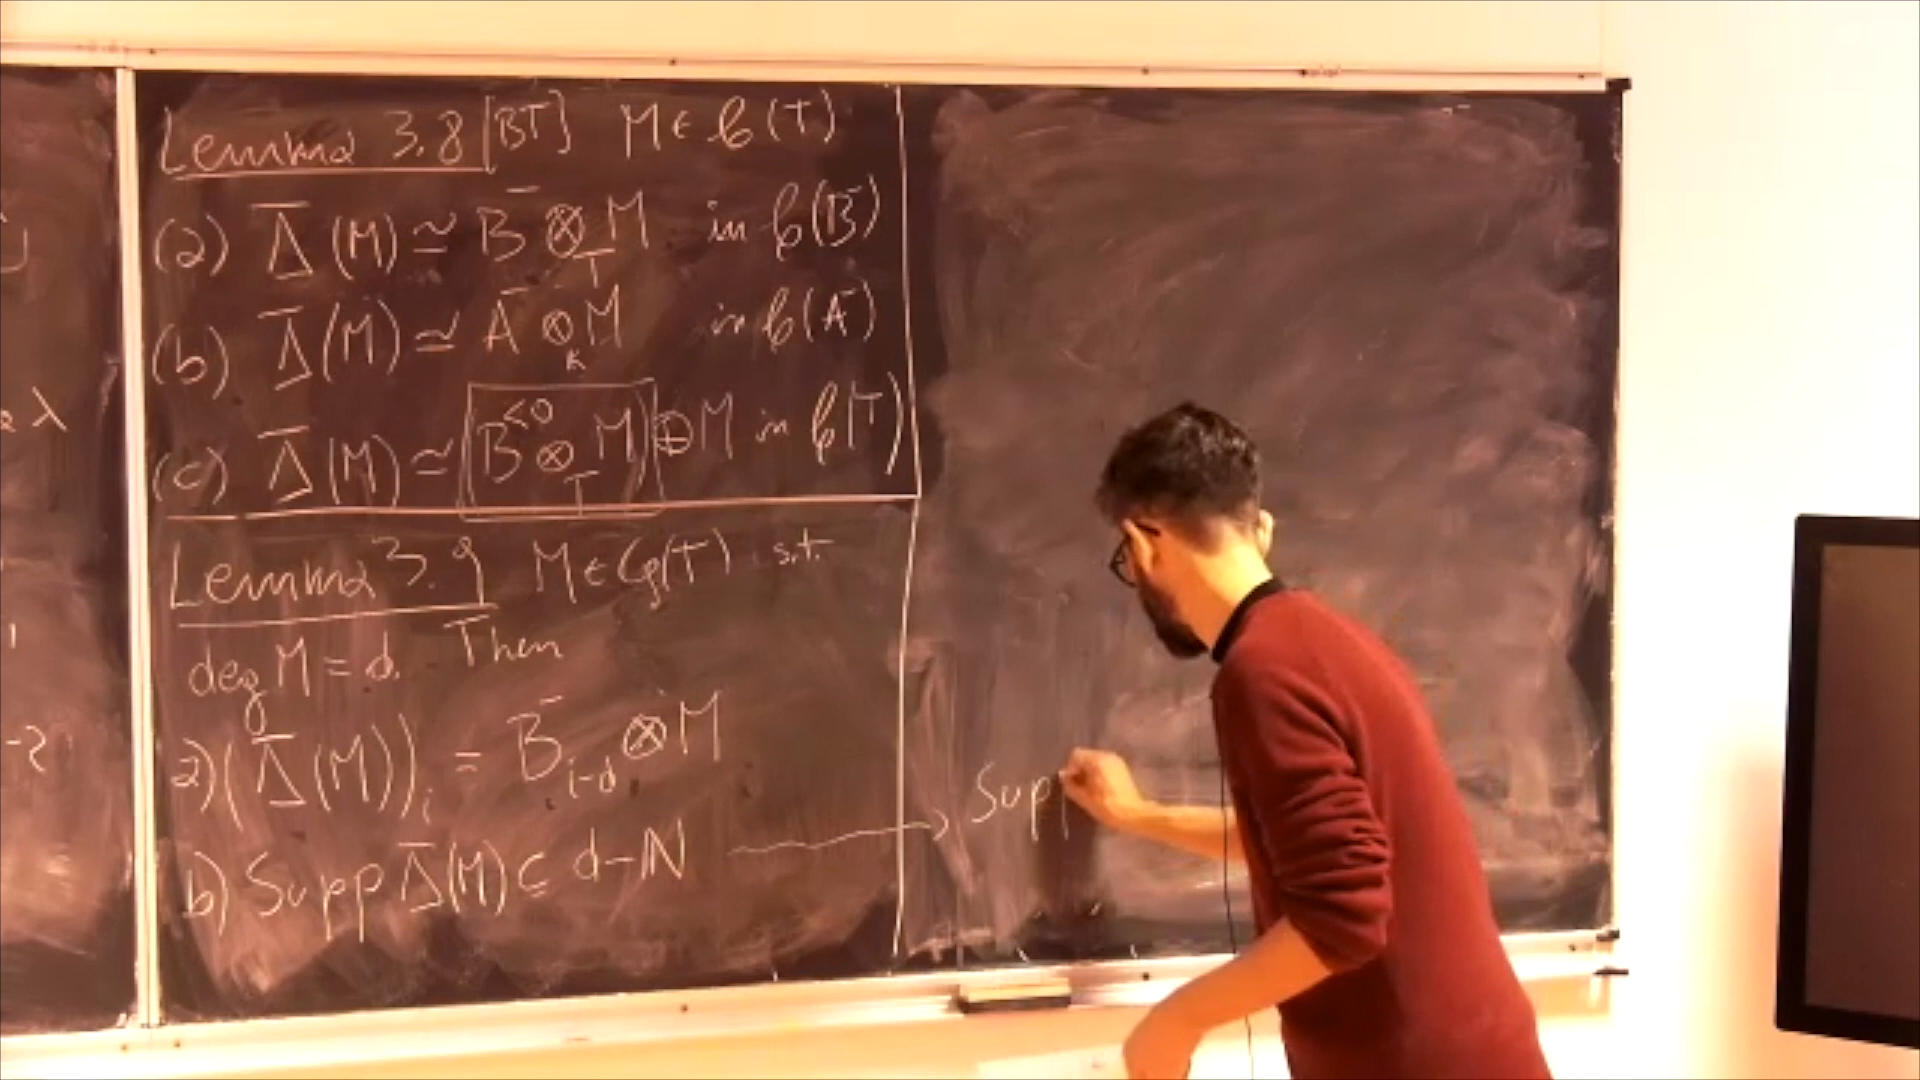 Lemma 3.8 [BT] M ∈ 𝒢(T)
(a) Δ̄(M) ≃ B⁻ ⊗_T M in 𝒢(B⁻)
(b) Δ̄(M) ≃ A⁻ ⊗_K M in 𝒢(A⁻)
(c) Δ̄(M) ≃ (B^{<0} ⊗_T M) ⊕ M in 𝒢(T)
Lemma 3.9 M ∈ 𝒢(T) s.t.
deg M = d. Then
a) (Δ̄(M))_i = B⁻_{i-d} ⊗ M
b) Supp Δ̄(M) ⊆ d-ℕ → Supp
λ
-2